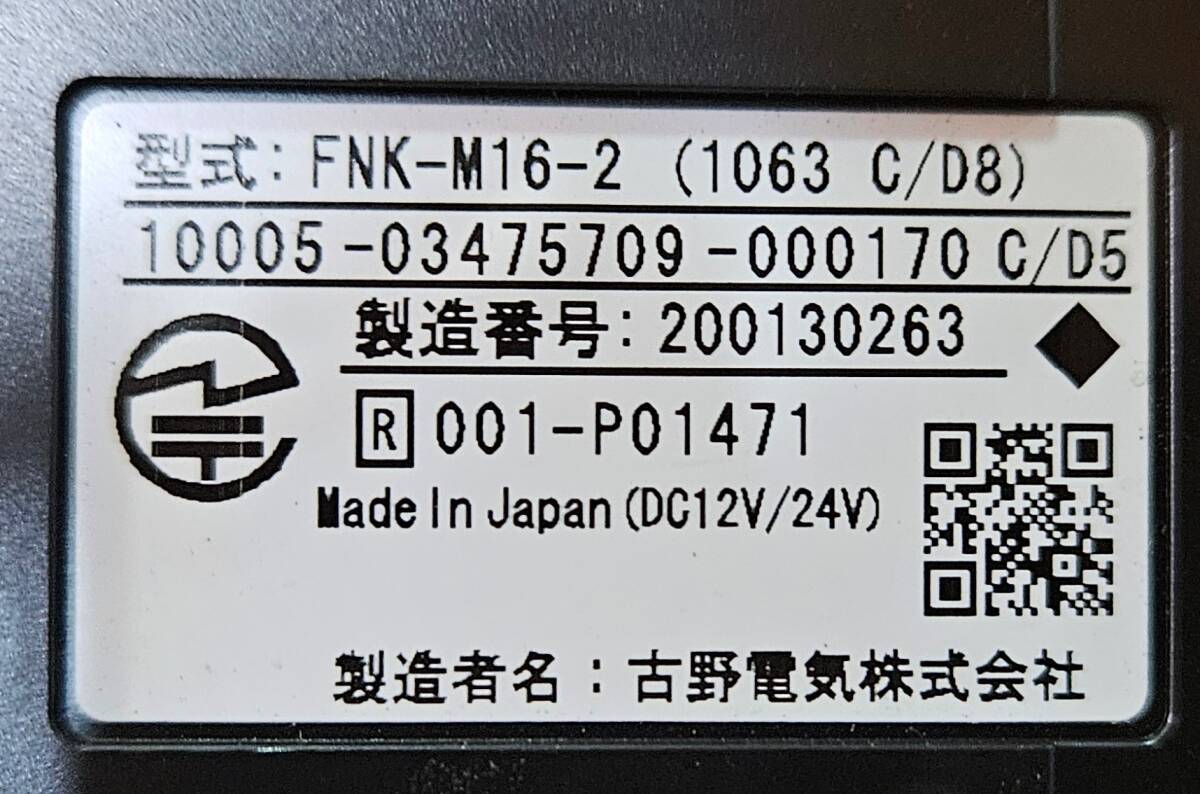 型式: FNK-M16-2 (1063 C/D8)
10005-03475709-000170 C/D5
製造番号: 200130263
R 001-P01471
Made In Japan (DC12V/24V)
製造者名: 古野電気株式会社